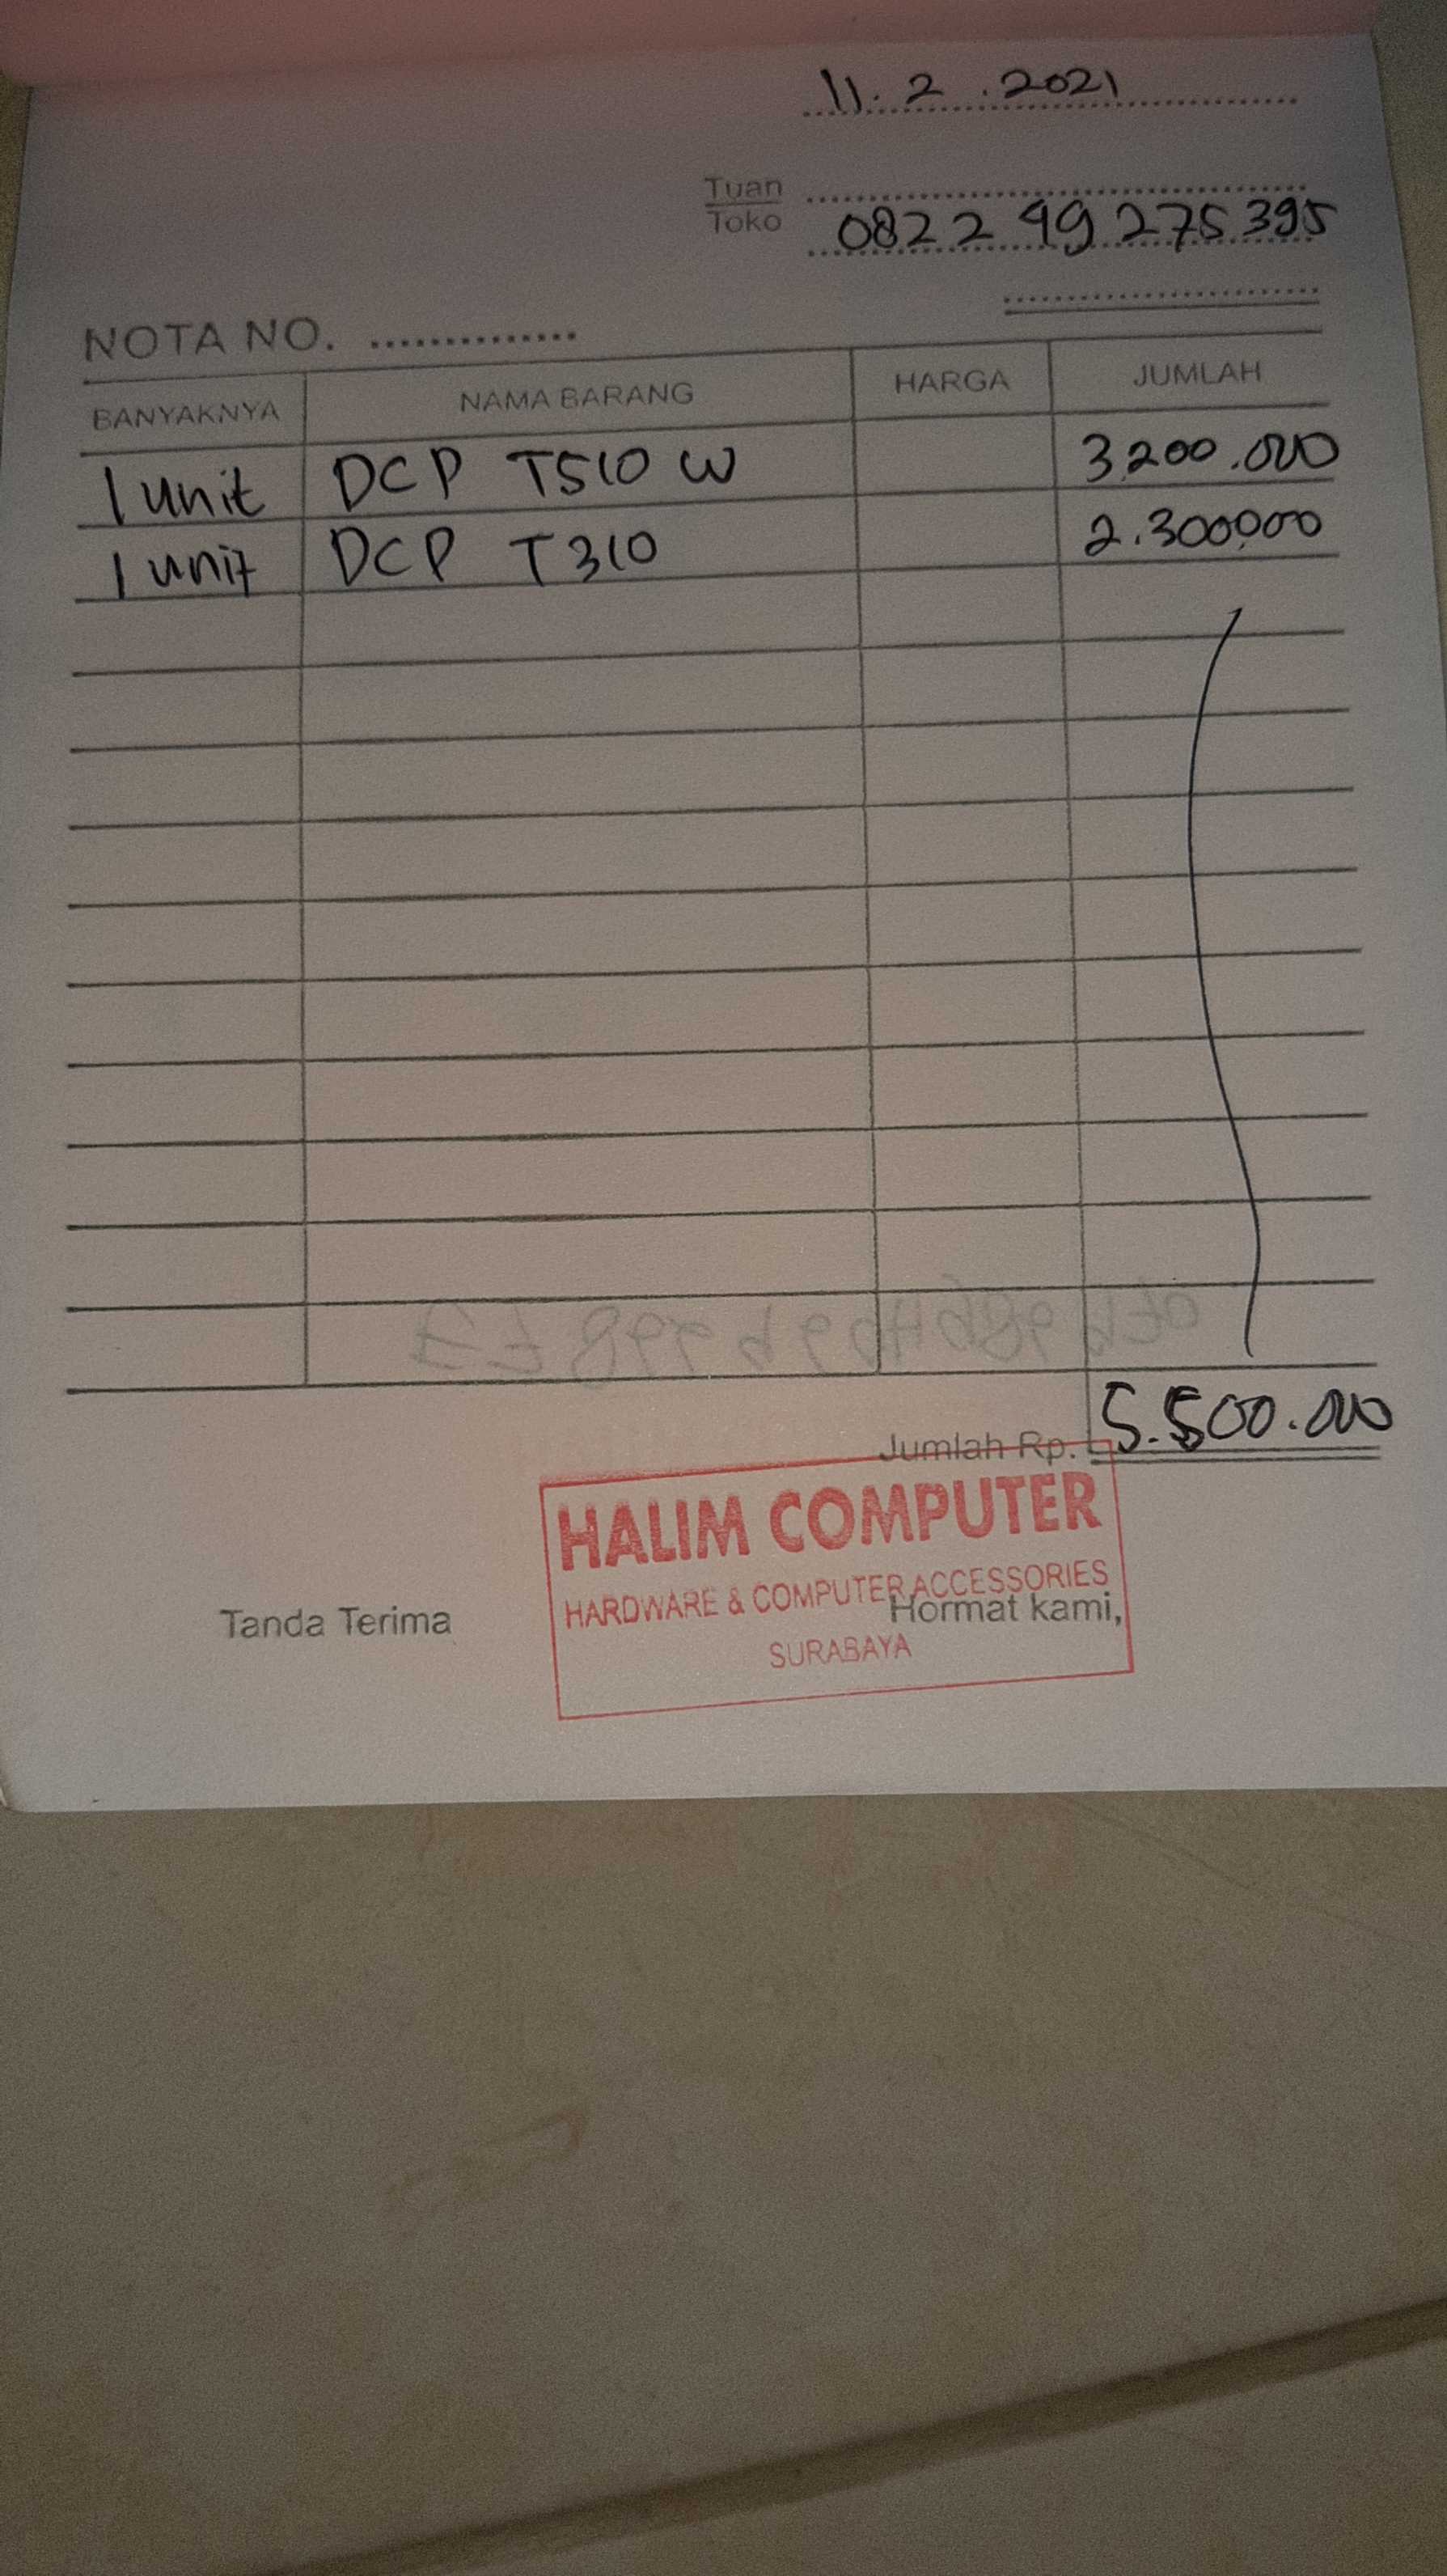 11. 2 . 2021
Tuan
Toko 0822 99 275 395
NOTA NO. ..............
BANYAKNYA NAMA BARANG HARGA JUMLAH
1 unit DCP T510 W 3.200.000
1 unit DCP T310 2.300.000
Jumlah Rp. 5.500.000
HALIM COMPUTER
HARDWARE & COMPUTER ACCESSORIES
SURABAYA
Tanda Terima Hormat kami,